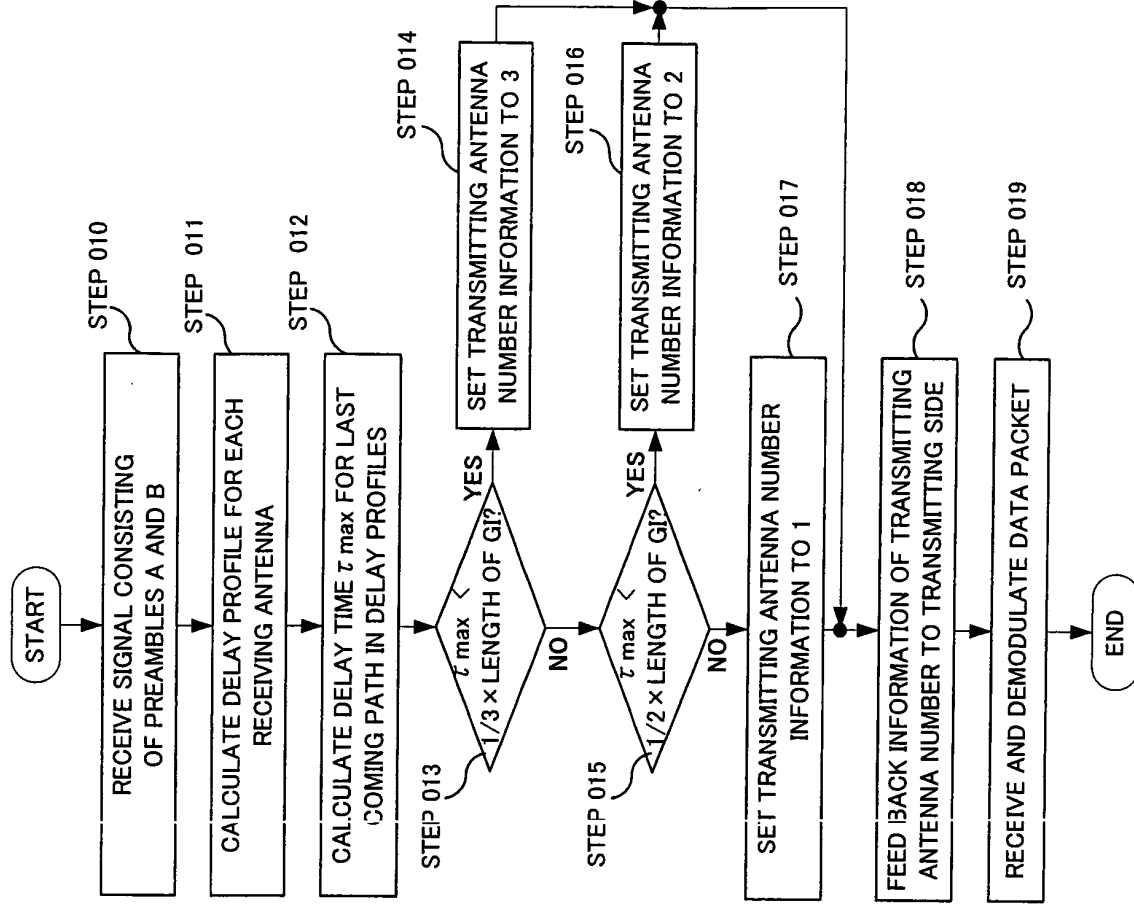 START
STEP 010
RECEIVE SIGNAL CONSISTING
OF PREAMBLES A AND B
STEP 011
CALCULATE DELAY PROFILE FOR EACH
RECEIVING ANTENNA
STEP 012
CALCULATE DELAY TIME τ max FOR LAST
COMING PATH IN DELAY PROFILES
STEP 013
τ max <
1/3 × LENGTH OF GI?
YES
NO
STEP 014
SET TRANSMITTING ANTENNA
NUMBER INFORMATION TO 3
STEP 015
τ max <
1/2 × LENGTH OF GI?
YES
NO
STEP 016
SET TRANSMITTING ANTENNA
NUMBER INFORMATION TO 2
SET TRANSMITTING ANTENNA NUMBER
INFORMATION TO 1
STEP 017
FEED BACK INFORMATION OF TRANSMITTING
ANTENNA NUMBER TO TRANSMITTING SIDE
STEP 018
RECEIVE AND DEMODULATE DATA PACKET
STEP 019
END